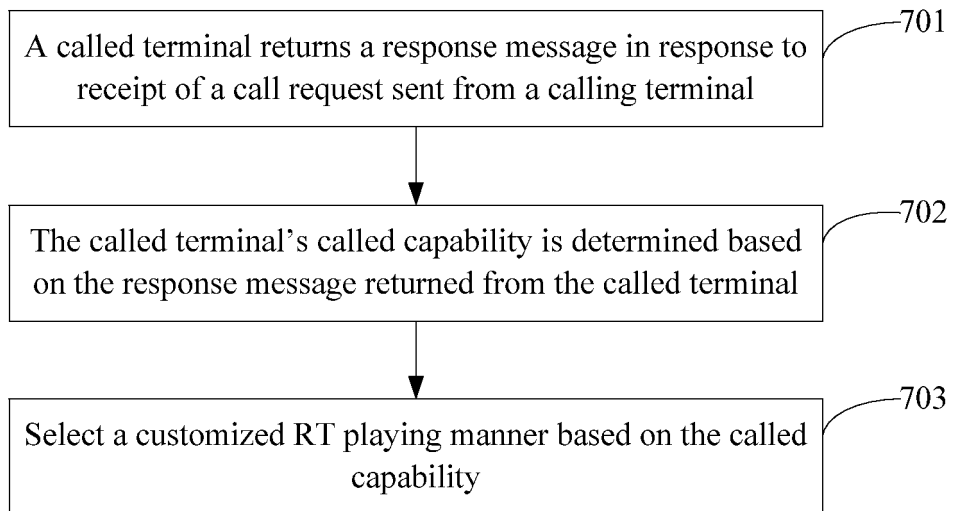 A called terminal returns a response message in response to
receipt of a call request sent from a calling terminal
701
The called terminal’s called capability is determined based
on the response message returned from the called terminal
702
Select a customized RT playing manner based on the called
capability
703